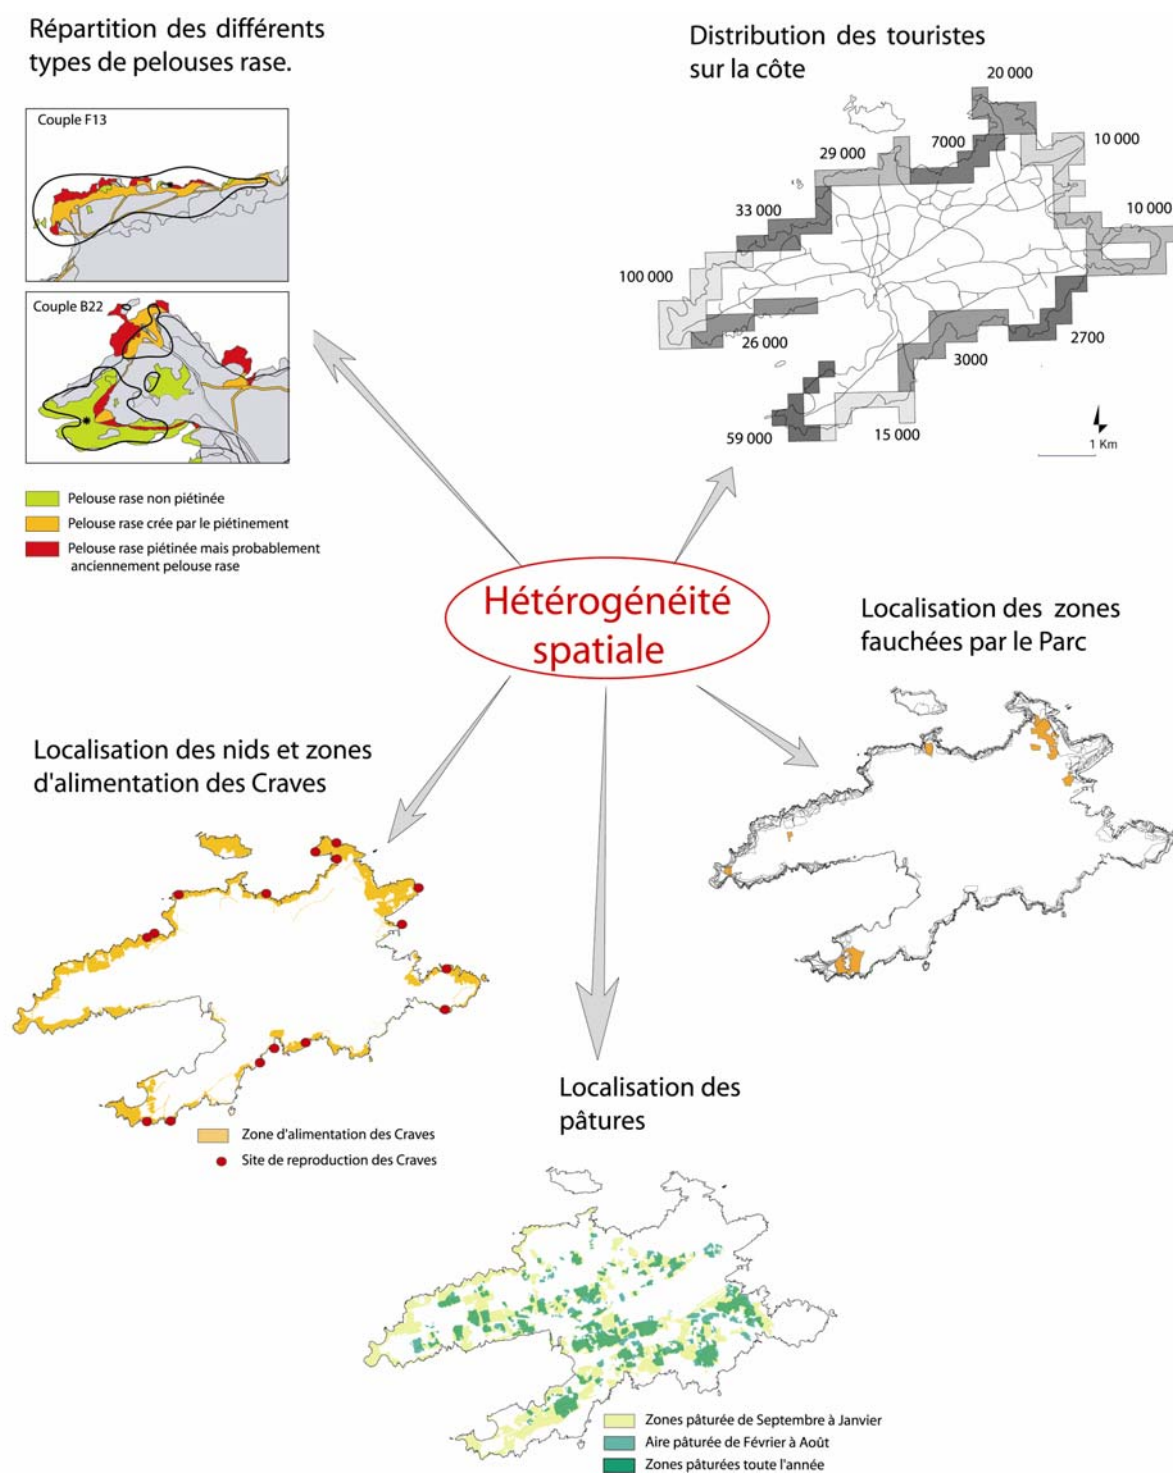 Répartition des différents
types de pelouses rase.
Couple F13
Couple B22
Pelouse rase non piétinée
Pelouse rase crée par le piétinement
Pelouse rase piétinée mais probablement
anciennement pelouse rase
Distribution des touristes
sur la côte
20 000
10 000
7000
29 000
10 000
33 000
100 000
26 000
2700
3000
59 000
15 000
1 Km
Hétérogénéité
spatiale
Localisation des zones
fauchées par le Parc
Localisation des nids et zones
d'alimentation des Craves
Zone d'alimentation des Craves
Site de reproduction des Craves
Localisation des
pâtures
Zones pâturée de Septembre à Janvier
Aire pâturée de Février à Août
Zones pâturées toute l'année